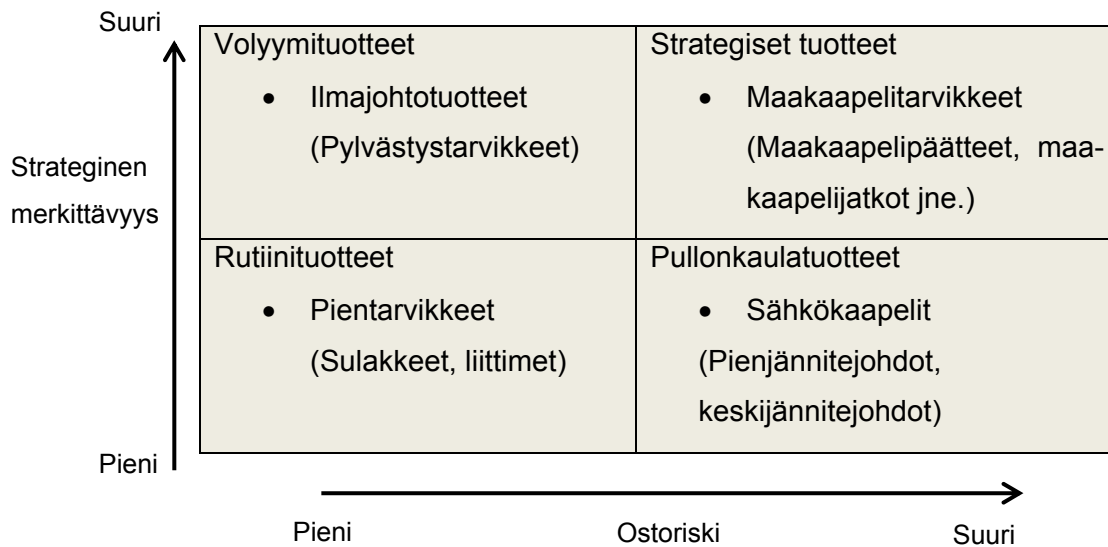 Suuri
Volyymituotteet
• Ilmajohtotuotteet
(Pylvästystarvikkeet)
Strategiset tuotteet
• Maakaapelitarvikkeet
(Maakaapelipäätteet, maa-
kaapelijatkot jne.)
Strateginen
merkittävyys
Rutiinituotteet
• Pientarvikkeet
(Sulakkeet, liittimet)
Pullonkaulatuotteet
• Sähkökaapelit
(Pienjännitejohdot,
keskijännitejohdot)
Pieni
Pieni
Ostoriski
Suuri